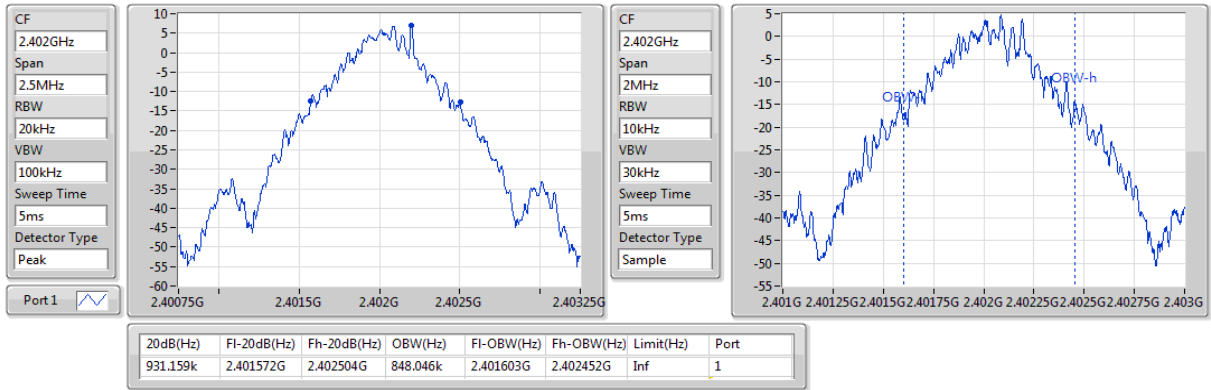 CF
2.402GHz
Span
2.5MHz
RBW
20kHz
VBW
100kHz
Sweep Time
5ms
Detector Type
Peak
Port 1
10
5
0
-5
-10
-15
-20
-25
-30
-35
-40
-45
-50
-55
-60
2.40075G 2.4015G 2.402G 2.4025G 2.40325G
CF
2.402GHz
Span
2MHz
RBW
10kHz
VBW
30kHz
Sweep Time
5ms
Detector Type
Sample
5
0
-5
-10
-15
-20
-25
-30
-35
-40
-45
-50
-55
OBW-h
2.401G 2.40125G 2.4015G 2.40175G 2.402G 2.40225G 2.4025G 2.40275G 2.403G
20dB(Hz) Fl-20dB(Hz) Fh-20dB(Hz) OBW(Hz) Fl-OBW(Hz) Fh-OBW(Hz) Limit(Hz) Port
931.159k 2.401572G 2.402504G 848.046k 2.401603G 2.402452G Inf 1